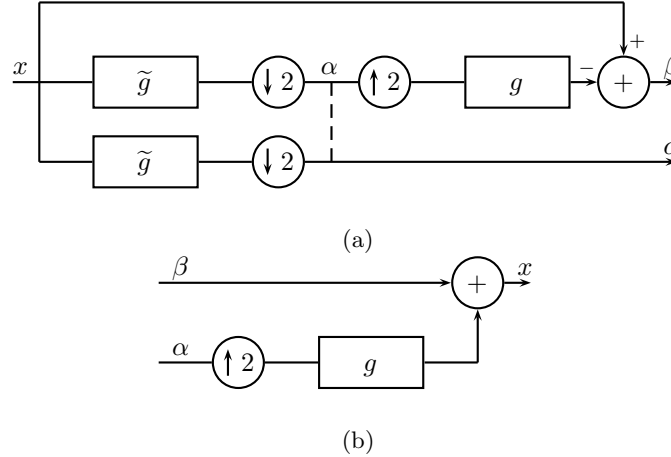 +
x g̃ ↓ 2 α ↑ 2 g − + β
g̃ ↓ 2
(a)
β + x
α ↑ 2 g
(b)